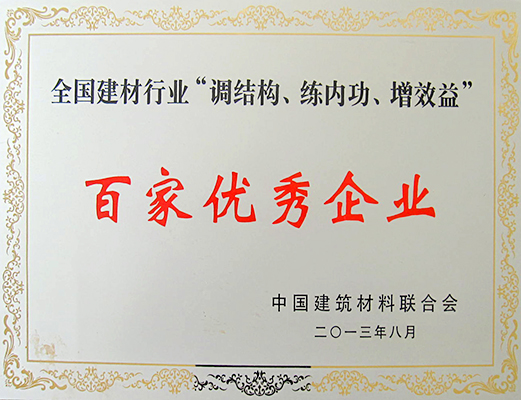 全国建材行业“调结构、练内功、增效益”
百家优秀企业
中国建筑材料联合会
二〇一三年八月